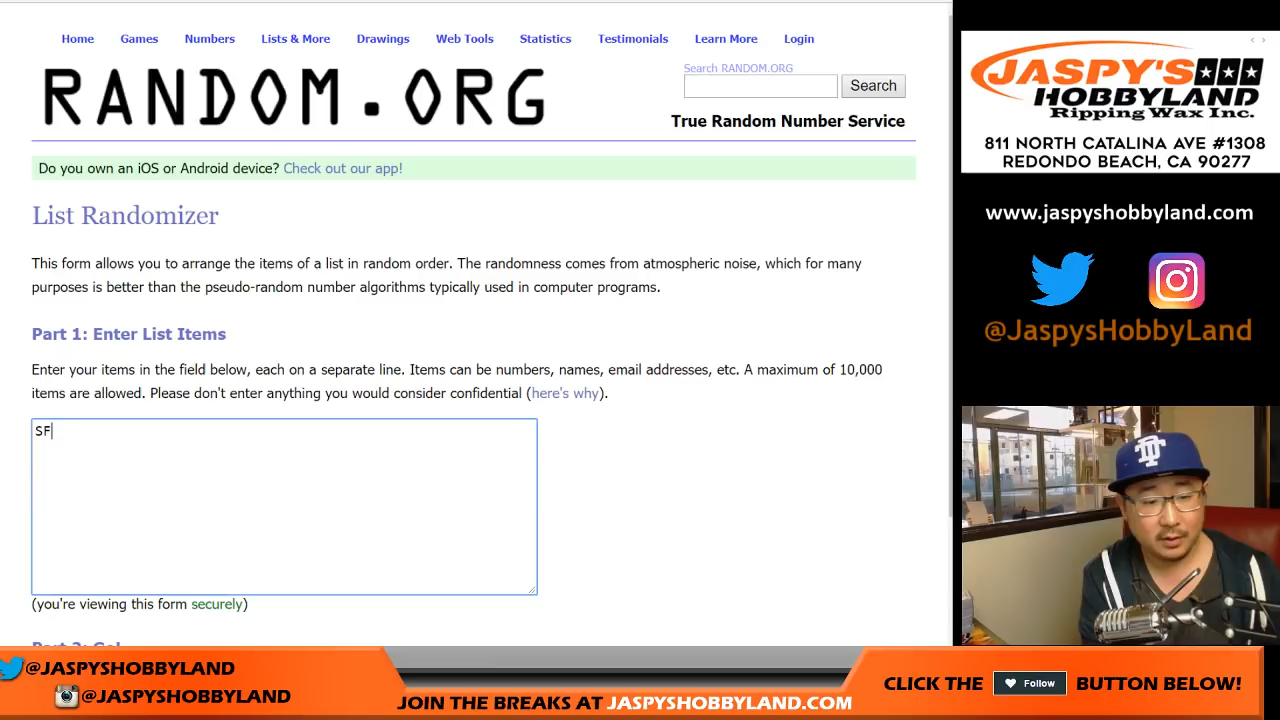 Home Games Numbers Lists & More Drawings Web Tools Statistics Testimonials Learn More Login
RANDOM.ORG
Search RANDOM.ORG
Search
True Random Number Service
Do you own an iOS or Android device? Check out our app!
List Randomizer
This form allows you to arrange the items of a list in random order. The randomness comes from atmospheric noise, which for many
purposes is better than the pseudo-random number algorithms typically used in computer programs.
Part 1: Enter List Items
Enter your items in the field below, each on a separate line. Items can be numbers, names, email addresses, etc. A maximum of 10,000
items are allowed. Please don't enter anything you would consider confidential (here's why).
SF
(you're viewing this form securely)
Part 2: Go!
JASPY'S
HOBBYLAND
Ripping Wax Inc.
811 NORTH CATALINA AVE #1308
REDONDO BEACH, CA 90277
www.jaspyshobbyland.com
@JaspysHobbyLand
@JASPYSHOBBYLAND
@JASPYSHOBBYLAND
JOIN THE BREAKS AT JASPYSHOBBYLAND.COM
CLICK THE Follow BUTTON BELOW!